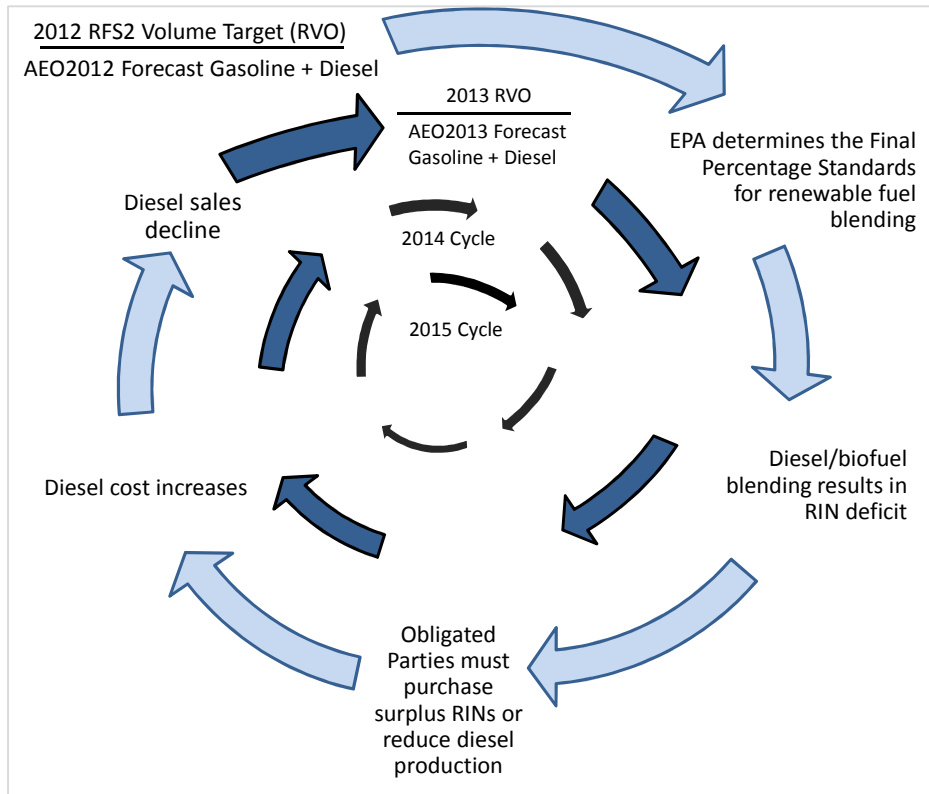 2012 RFS2 Volume Target (RVO)
AEO2012 Forecast Gasoline + Diesel
2013 RVO
AEO2013 Forecast
Gasoline + Diesel
EPA determines the Final
Percentage Standards
for renewable fuel
blending
Diesel sales
decline
2014 Cycle
2015 Cycle
Diesel cost increases
Diesel/biofuel
blending results in
RIN deficit
Obligated
Parties must
purchase
surplus RINs or
reduce diesel
production